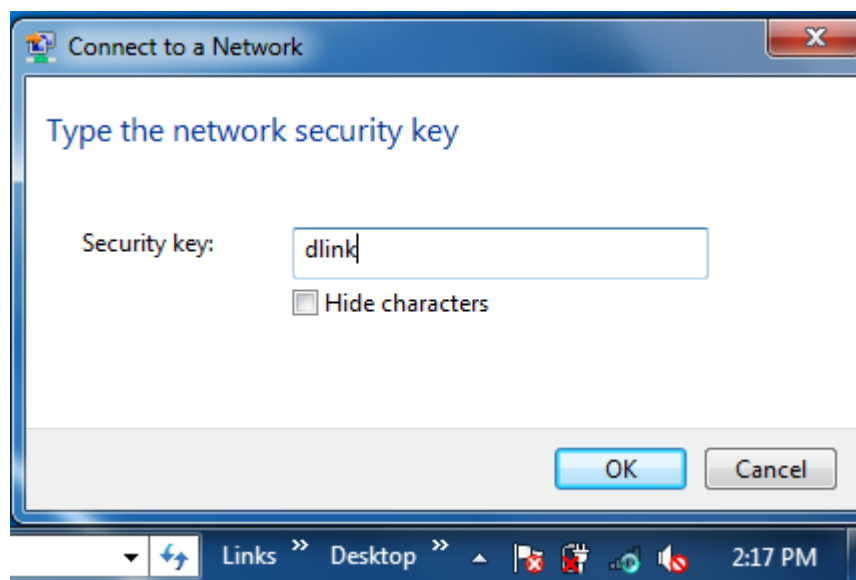 Connect to a Network
Type the network security key
Security key: dlink
Hide characters
OK Cancel
Links » Desktop » 2:17 PM